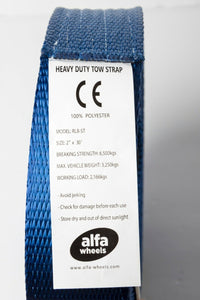 HEAVY DUTY TOW STRAP
CE
100% POLYESTER
MODEL: RLB-ST
SIZE: 2" x 30'
BREAKING STRENGTH: 6,500kgs
MAX. VEHICLE WEIGHT: 3,250kgs
WORKING LOAD: 2,166kgs
- Avoid jerking
- Check for damage before each use
- Store dry and out of direct sunlight.
alfa
wheels
www.alfa-wheels.com